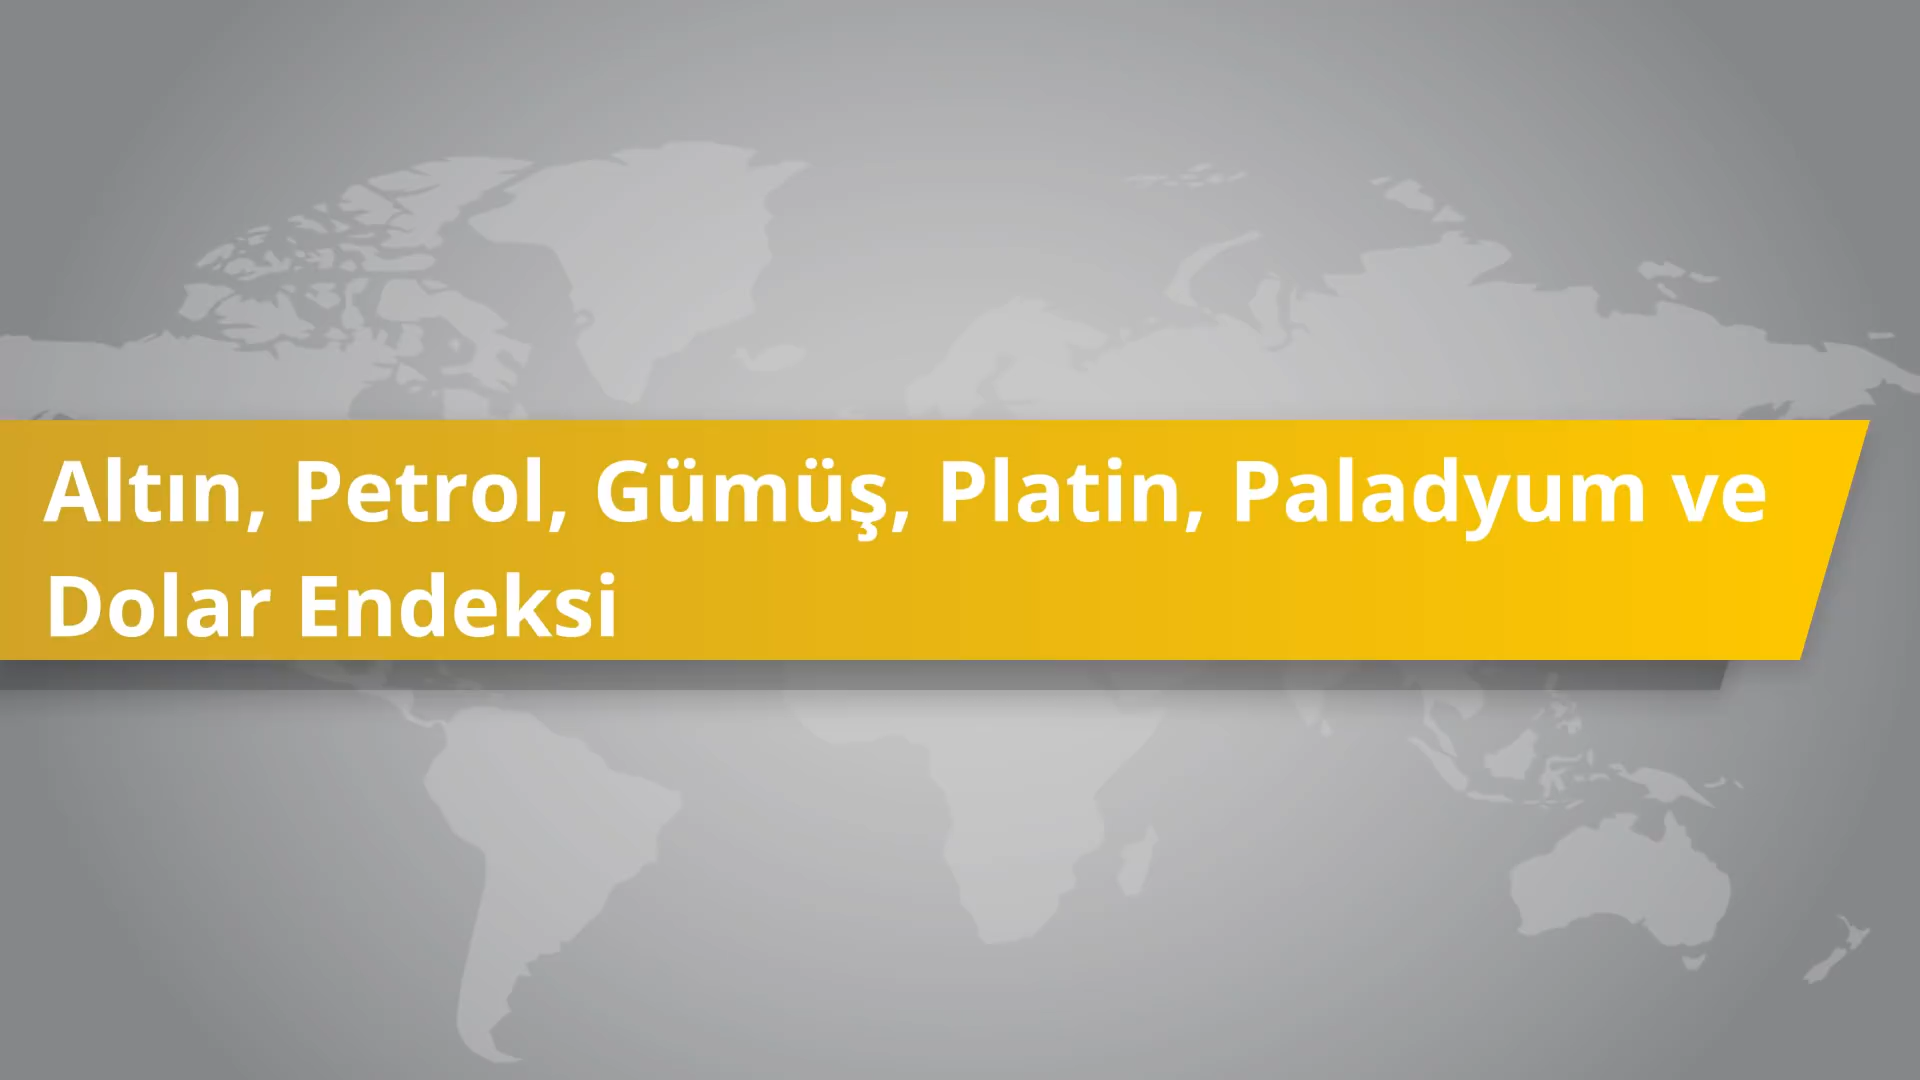 Altın, Petrol, Gümüş, Platin, Paladyum ve
Dolar Endeksi